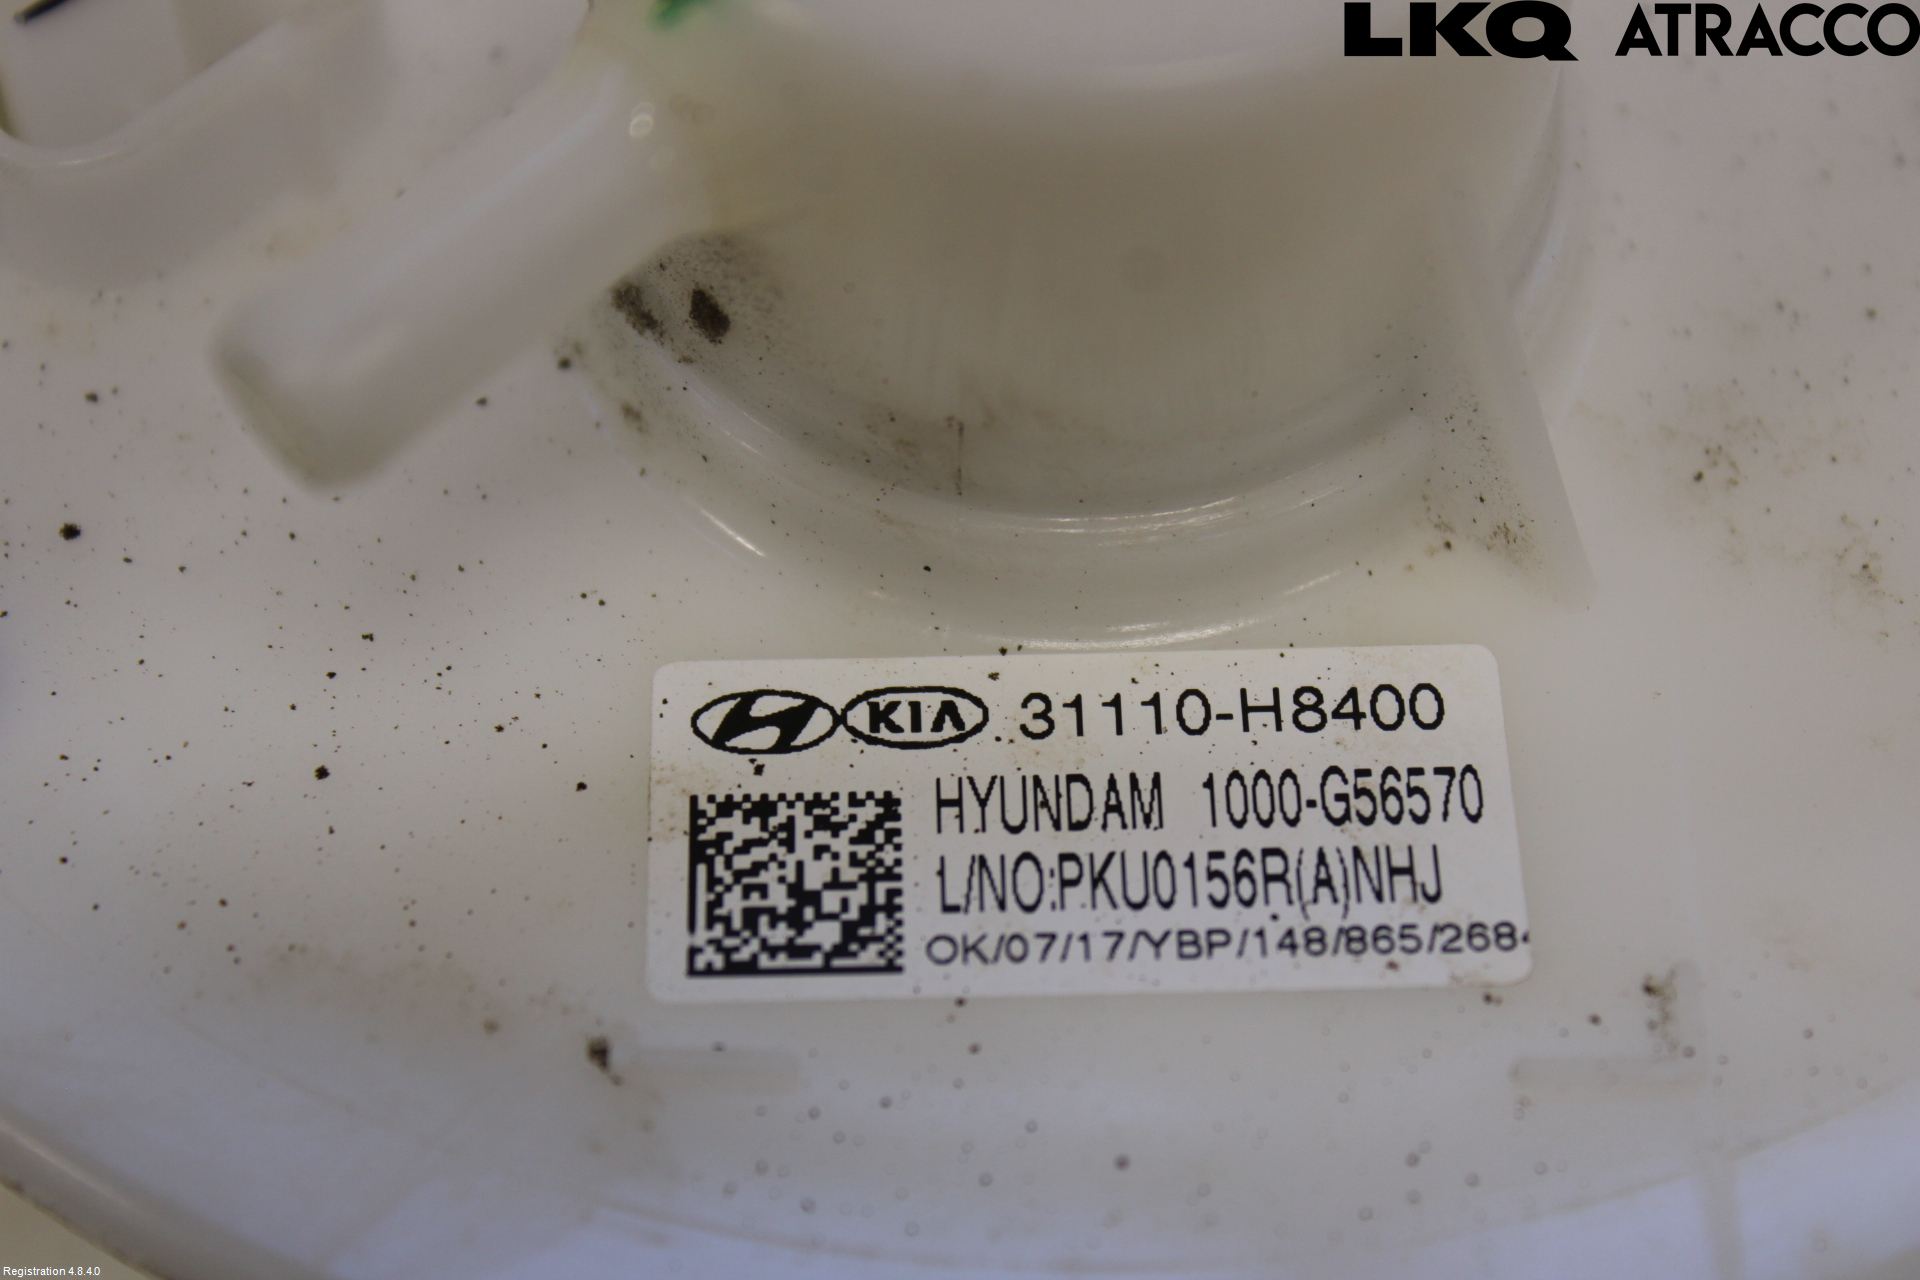 LKQ ATRACCO
KIA 31110-H8400
HYUNDAM 1000-G56570
L/NO:PKU0156R(A)NHJ
OK/07/17/YBP/148/865/268
Registration 4.8.4.0